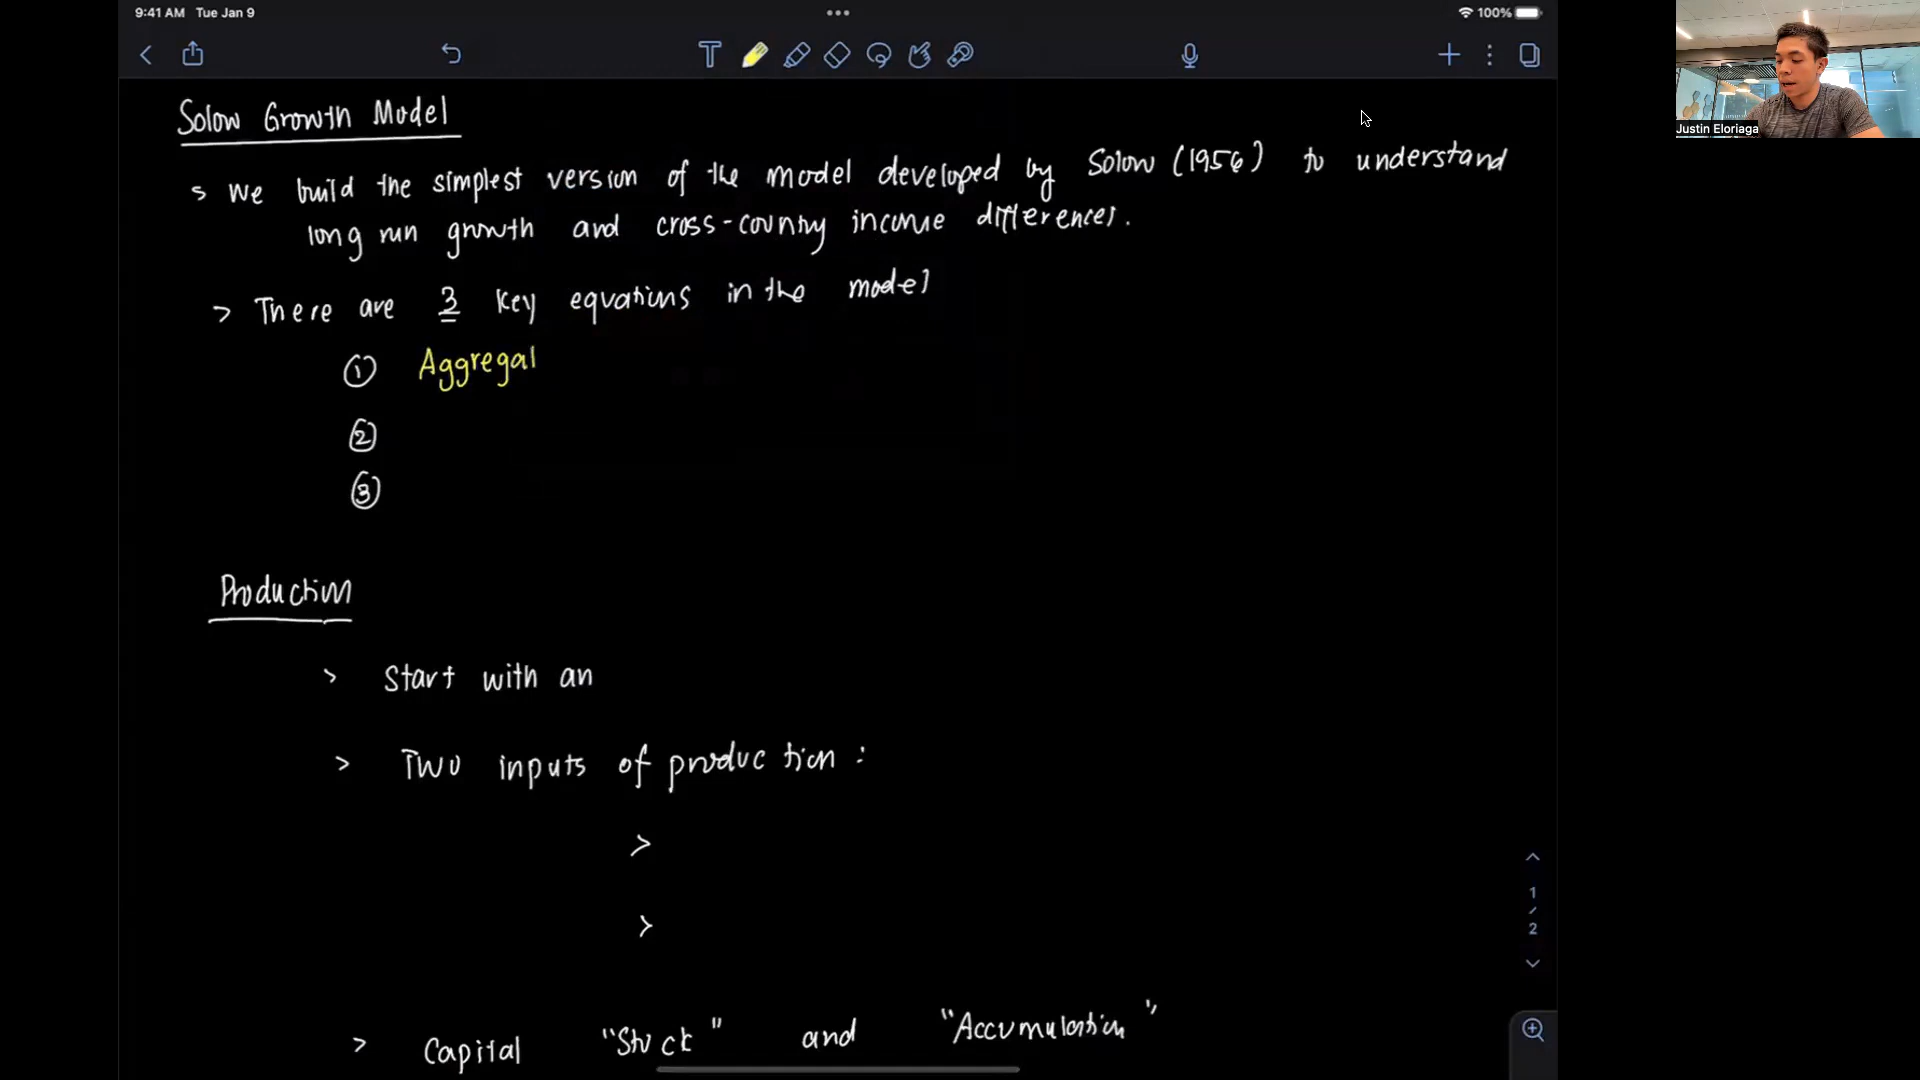 9:41 AM Tue Jan 9
100%
Justin Eloriaga
Solow Growth Model
We build the simplest version of the model developed by Solow (1956) to understand
long run growth and cross-country income differences.
> There are 3 key equations in the model
① Aggregat
②
③
Production
> Start with an
> Two inputs of production :
>
>
1
/
2
> Capital "Stock" and "Accumulation"